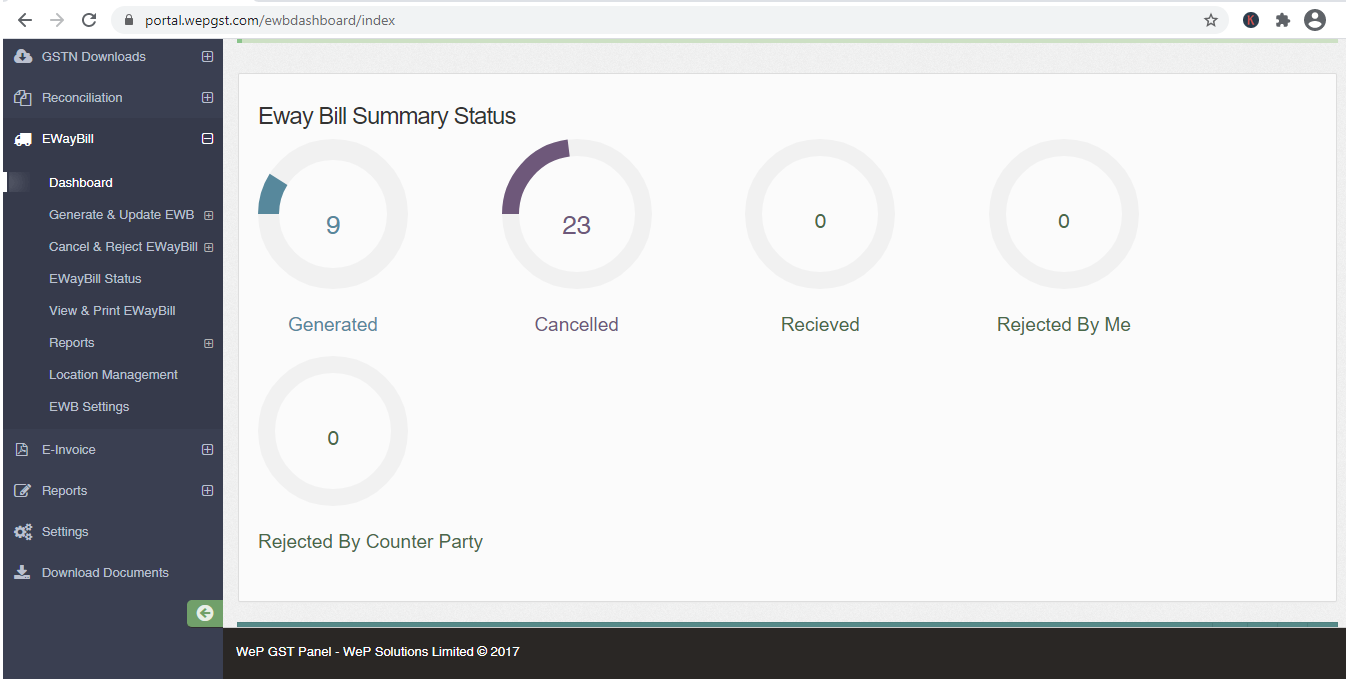 portal.wepgst.com/ewbdashboard/index
K
GSTN Downloads
Reconciliation
EWayBill
Dashboard
Generate & Update EWB
Cancel & Reject EWayBill
EWayBill Status
View & Print EWayBill
Reports
Location Management
EWB Settings
E-Invoice
Reports
Settings
Download Documents
Eway Bill Summary Status
9
23
0
0
Generated
Cancelled
Recieved
Rejected By Me
0
Rejected By Counter Party
WeP GST Panel - WeP Solutions Limited © 2017